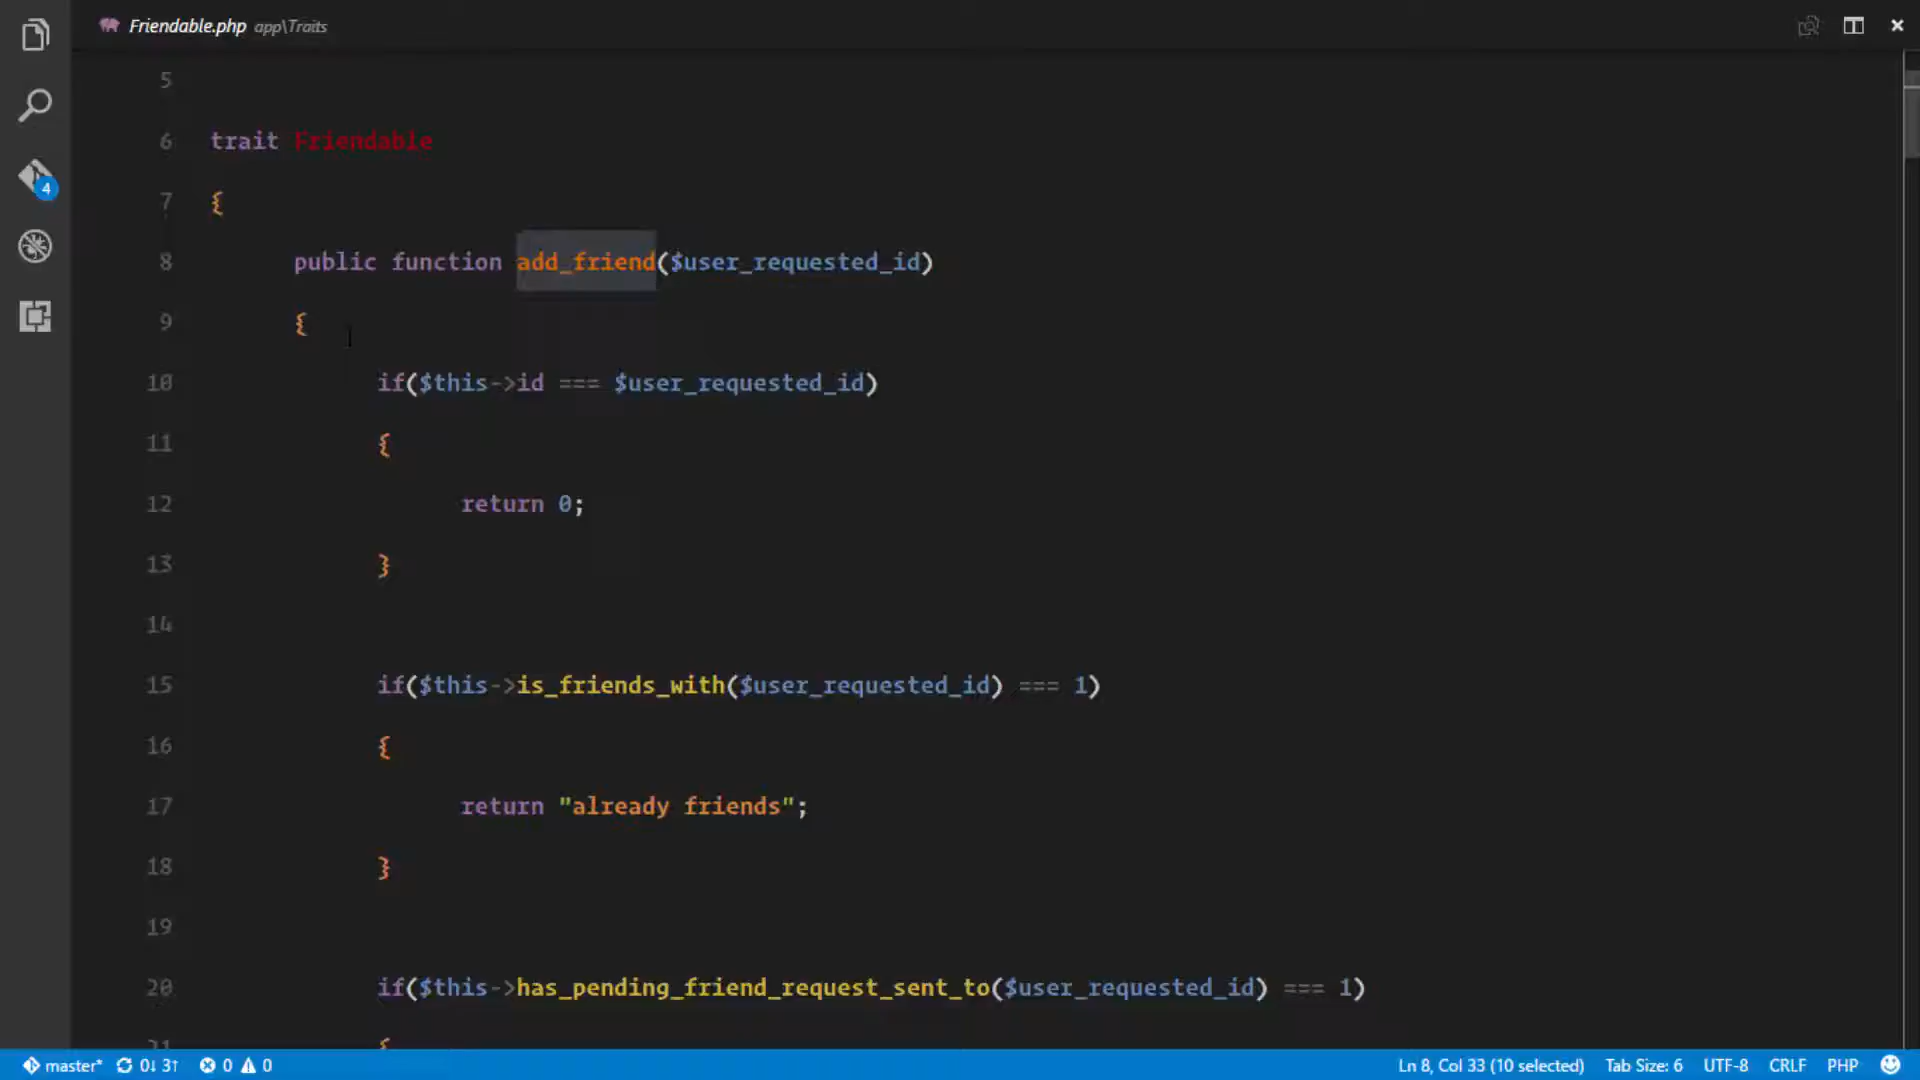 Friendable.php app\Traits
5
6 trait Friendable
7 {
8 public function add_friend($user_requested_id)
9 {
10 if($this->id === $user_requested_id)
11 {
12 return 0;
13 }
14
15 if($this->is_friends_with($user_requested_id) === 1)
16 {
17 return "already friends";
18 }
19
20 if($this->has_pending_friend_request_sent_to($user_requested_id) === 1)
21 {
4
master* 0↓ 3↑ 0 0 Ln 8, Col 33 (10 selected) Tab Size: 6 UTF-8 CRLF PHP